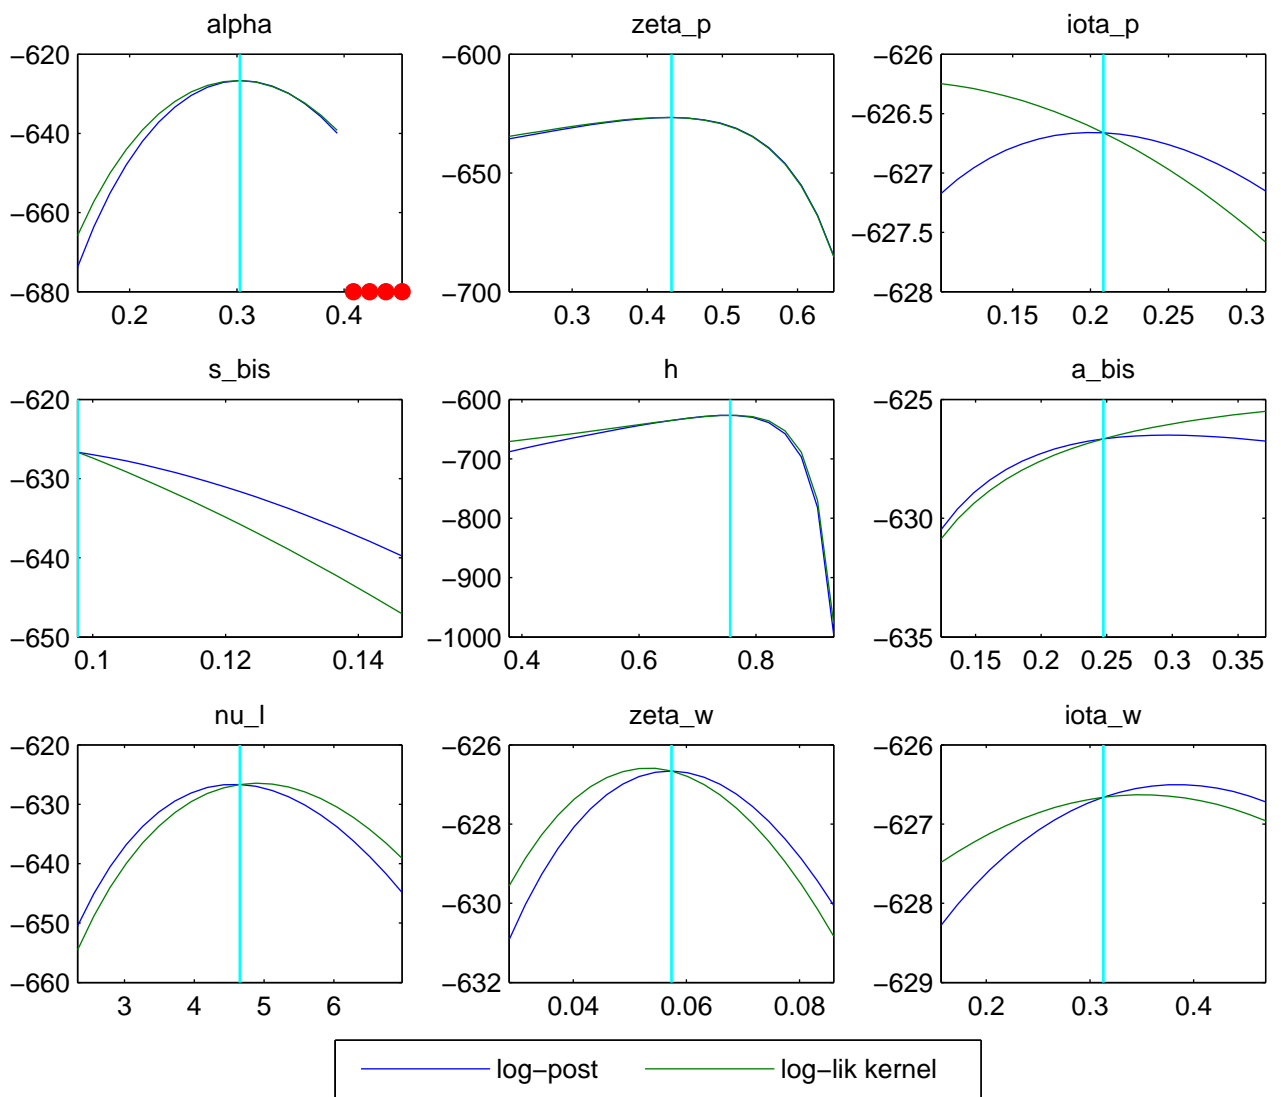 alpha
−620
−640
−660
−680
0.2 0.3 0.4
zeta_p
−600
−650
−700
0.3 0.4 0.5 0.6
iota_p
−626
−626.5
−627
−627.5
−628
0.15 0.2 0.25 0.3
s_bis
−620
−630
−640
−650
0.1 0.12 0.14
h
−600
−700
−800
−900
−1000
0.4 0.6 0.8
a_bis
−625
−630
−635
0.15 0.2 0.25 0.3 0.35
nu_l
−620
−630
−640
−650
−660
3 4 5 6
zeta_w
−626
−628
−630
−632
0.04 0.06 0.08
iota_w
−626
−627
−628
−629
0.2 0.4
log−post log−lik kernel